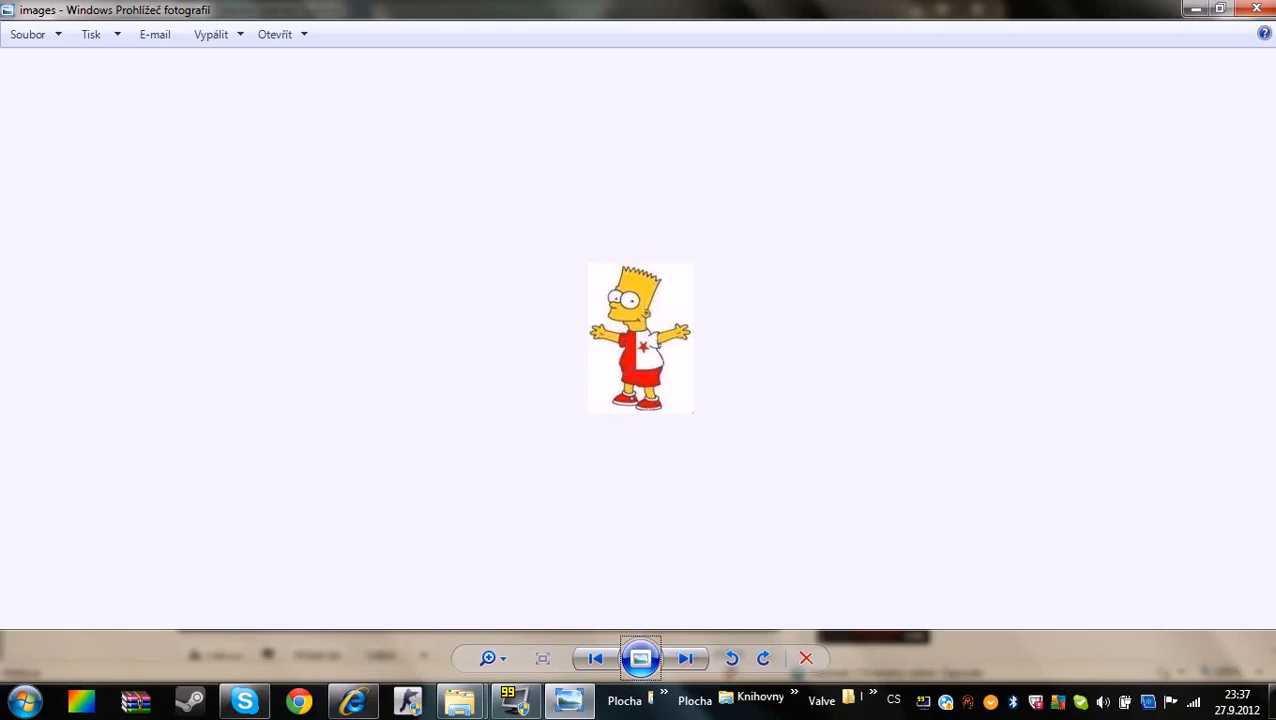 images - Windows Prohlížeč fotografií
Soubor Tisk E-mail Vypálit Otevřít
99 Plocha » Plocha Knihovny » Valve » CS
23:37
27.9.2012